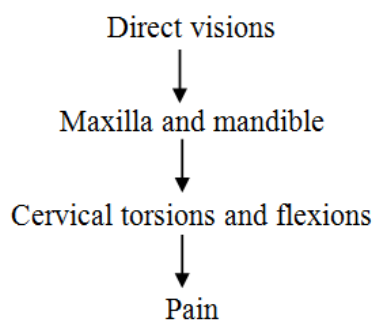 Direct visions
Maxilla and mandible
Cervical torsions and flexions
Pain